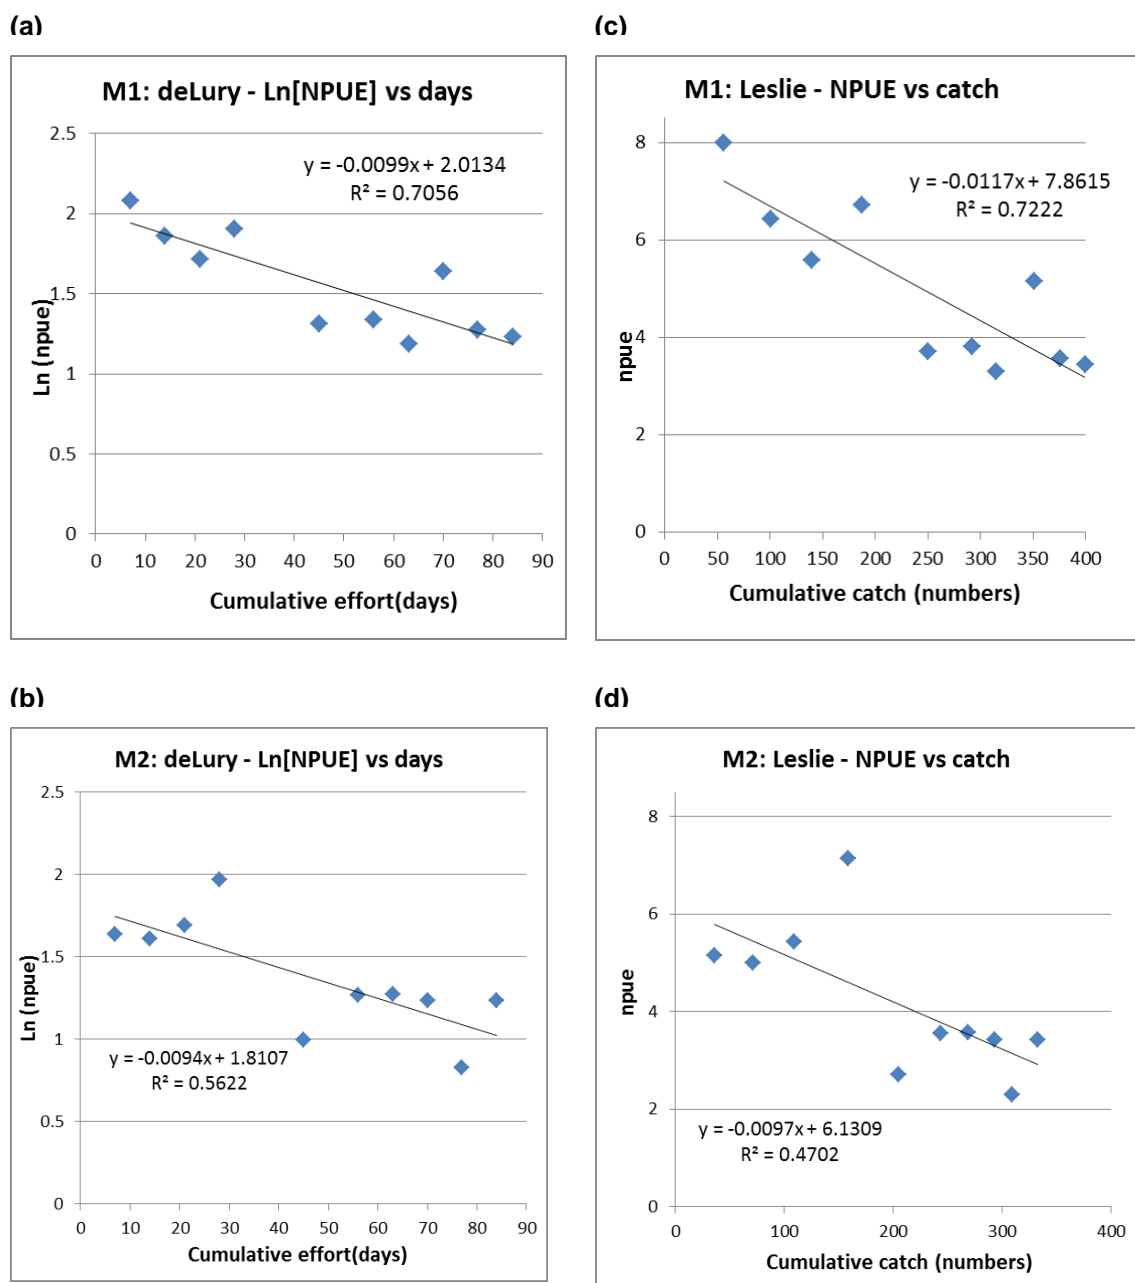 (a)
M1: deLury - Ln[NPUE] vs days
y = -0.0099x + 2.0134
R² = 0.7056
2.5
2
1.5
1
0.5
0
Ln (npue)
0 10 20 30 40 50 60 70 80 90
Cumulative effort(days)
(c)
M1: Leslie - NPUE vs catch
y = -0.0117x + 7.8615
R² = 0.7222
8
6
4
2
0
npue
0 50 100 150 200 250 300 350 400
Cumulative catch (numbers)
(b)
M2: deLury - Ln[NPUE] vs days
2.5
2
1.5
1
0.5
0
Ln (npue)
y = -0.0094x + 1.8107
R² = 0.5622
0 10 20 30 40 50 60 70 80 90
Cumulative effort(days)
(d)
M2: Leslie - NPUE vs catch
8
6
4
2
0
npue
y = -0.0097x + 6.1309
R² = 0.4702
0 100 200 300 400
Cumulative catch (numbers)